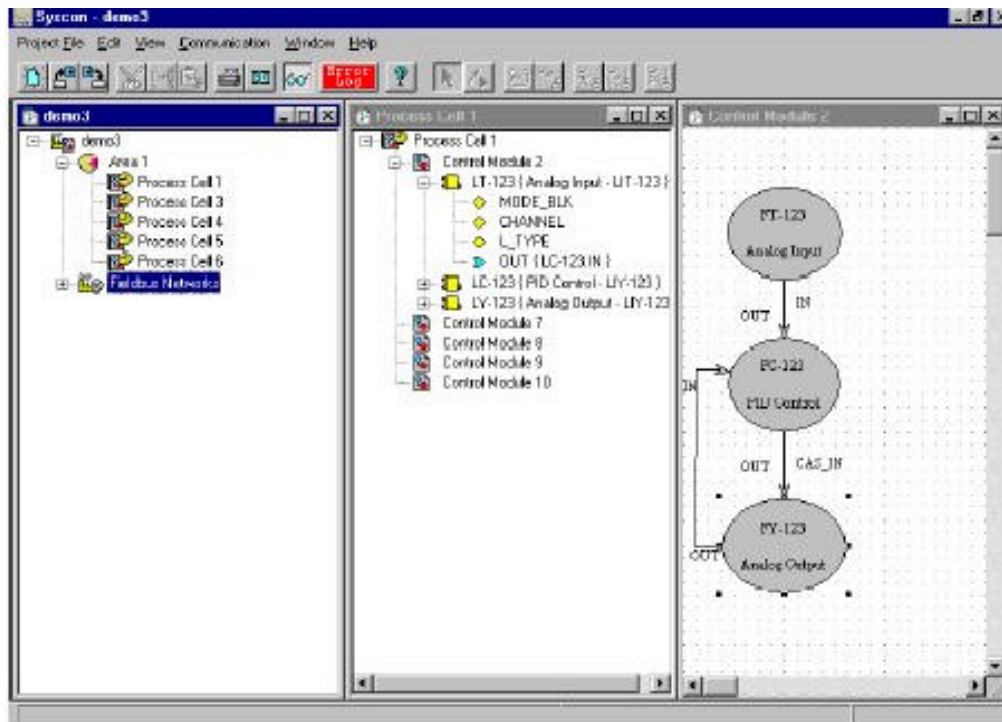 Syscon - demo3
Project File Edit View Communication Window Help
Error Log
demo3
demo3
Area 1
Process Cell 1
Process Cell 3
Process Cell 4
Process Cell 5
Process Cell 6
Fieldbus Networks
Process Cell 1
Process Cell 1
Control Module 2
LT-123 { Analog Input - LIT-123 }
MODE_BLK
CHANNEL
L_TYPE
OUT { LC-123.IN }
LC-123 { PID Control - LIY-123 }
LY-123 { Analog Output - LIY-123
Control Module 7
Control Module 8
Control Module 9
Control Module 10
Control Module 2
FT-123
Analog Input
IN
OUT
FC-123
PID Control
IN
OUT
CAS_IN
FY-123
Analog Output
OUT